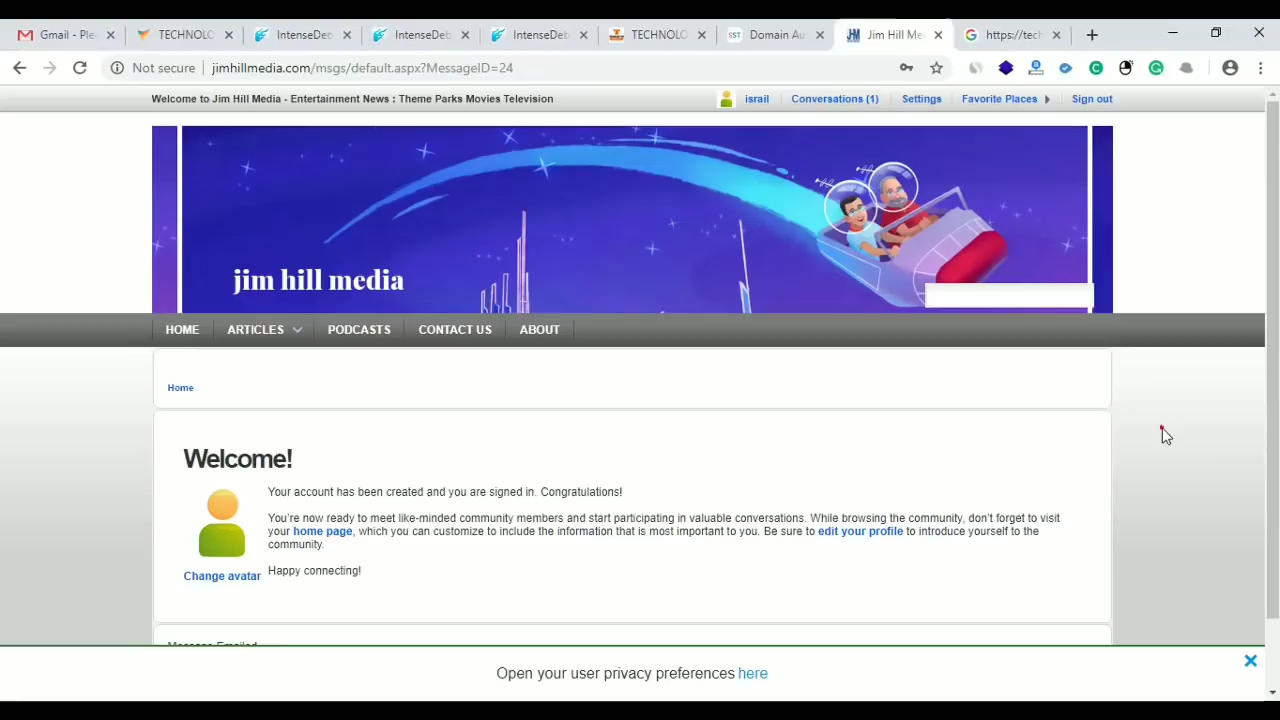 Gmail - Ple
TECHNOLO
IntenseDeb
IntenseDeb
IntenseDeb
TECHNOLO
SST
Domain Au
JHM
Jim Hill Me
https://tech
Not secure
jimhillmedia.com/msgs/default.aspx?MessageID=24
Welcome to Jim Hill Media - Entertainment News : Theme Parks Movies Television
israil
Conversations (1)
Settings
Favorite Places
Sign out
jim hill media
HOME
ARTICLES
PODCASTS
CONTACT US
ABOUT
Home
Welcome!
Your account has been created and you are signed in. Congratulations!
You're now ready to meet like-minded community members and start participating in valuable conversations. While browsing the community, don't forget to visit
your home page, which you can customize to include the information that is most important to you. Be sure to edit your profile to introduce yourself to the
community.
Change avatar
Happy connecting!
Message Emailed
Open your user privacy preferences here